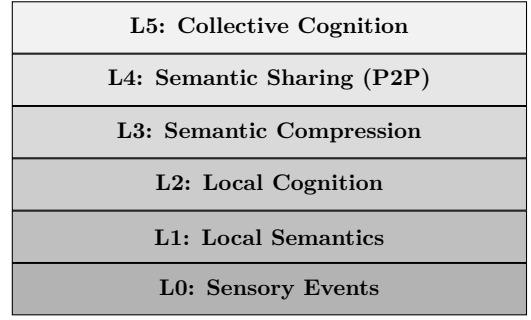 L5: Collective Cognition
L4: Semantic Sharing (P2P)
L3: Semantic Compression
L2: Local Cognition
L1: Local Semantics
L0: Sensory Events